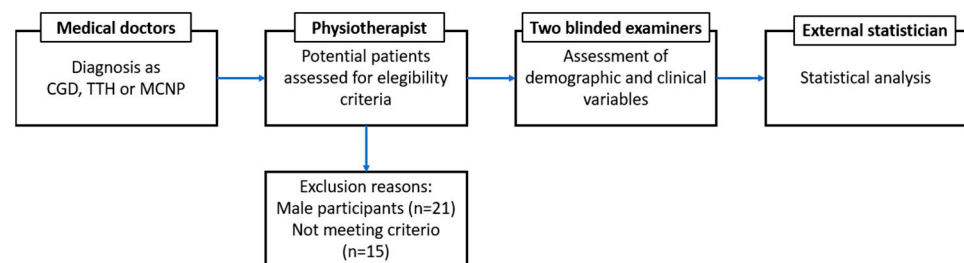 Medical doctors
Diagnosis as
CGD, TTH or MCNP
Physiotherapist
Potential patients
assessed for elegibility
criteria
Two blinded examiners
Assessment of
demographic and clinical
variables
External statistician
Statistical analysis
Exclusion reasons:
Male participants (n=21)
Not meeting criterio
(n=15)